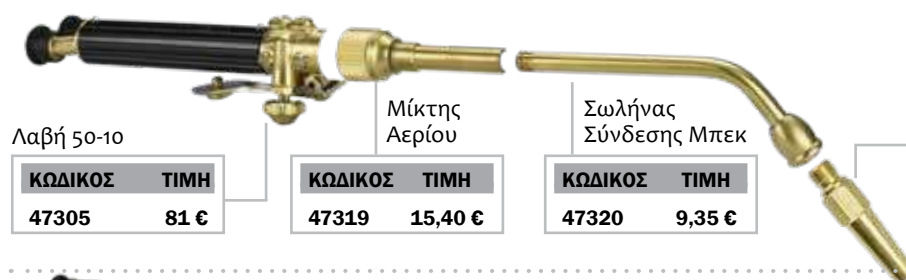 Λαβή 50-10
ΚΩΔΙΚΟΣ ΤΙΜΗ
47305 81 €
Μίκτης
Αερίου
ΚΩΔΙΚΟΣ ΤΙΜΗ
47319 15,40 €
Σωλήνας
Σύνδεσης Μπεκ
ΚΩΔΙΚΟΣ ΤΙΜΗ
47320 9,35 €